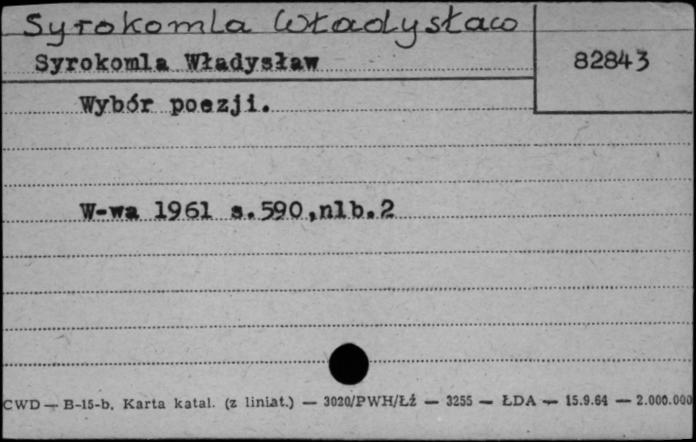 Syrokomla Władysław
Syrokomla Władysław
82843
Wybór poezji.
W-wa 1961 s.590,nlb.2
CWD — B-15-b. Karta katal. (z liniat.) — 3020/PWH/Łź — 3255 — ŁDA — 15.9.64 — 2.000.000